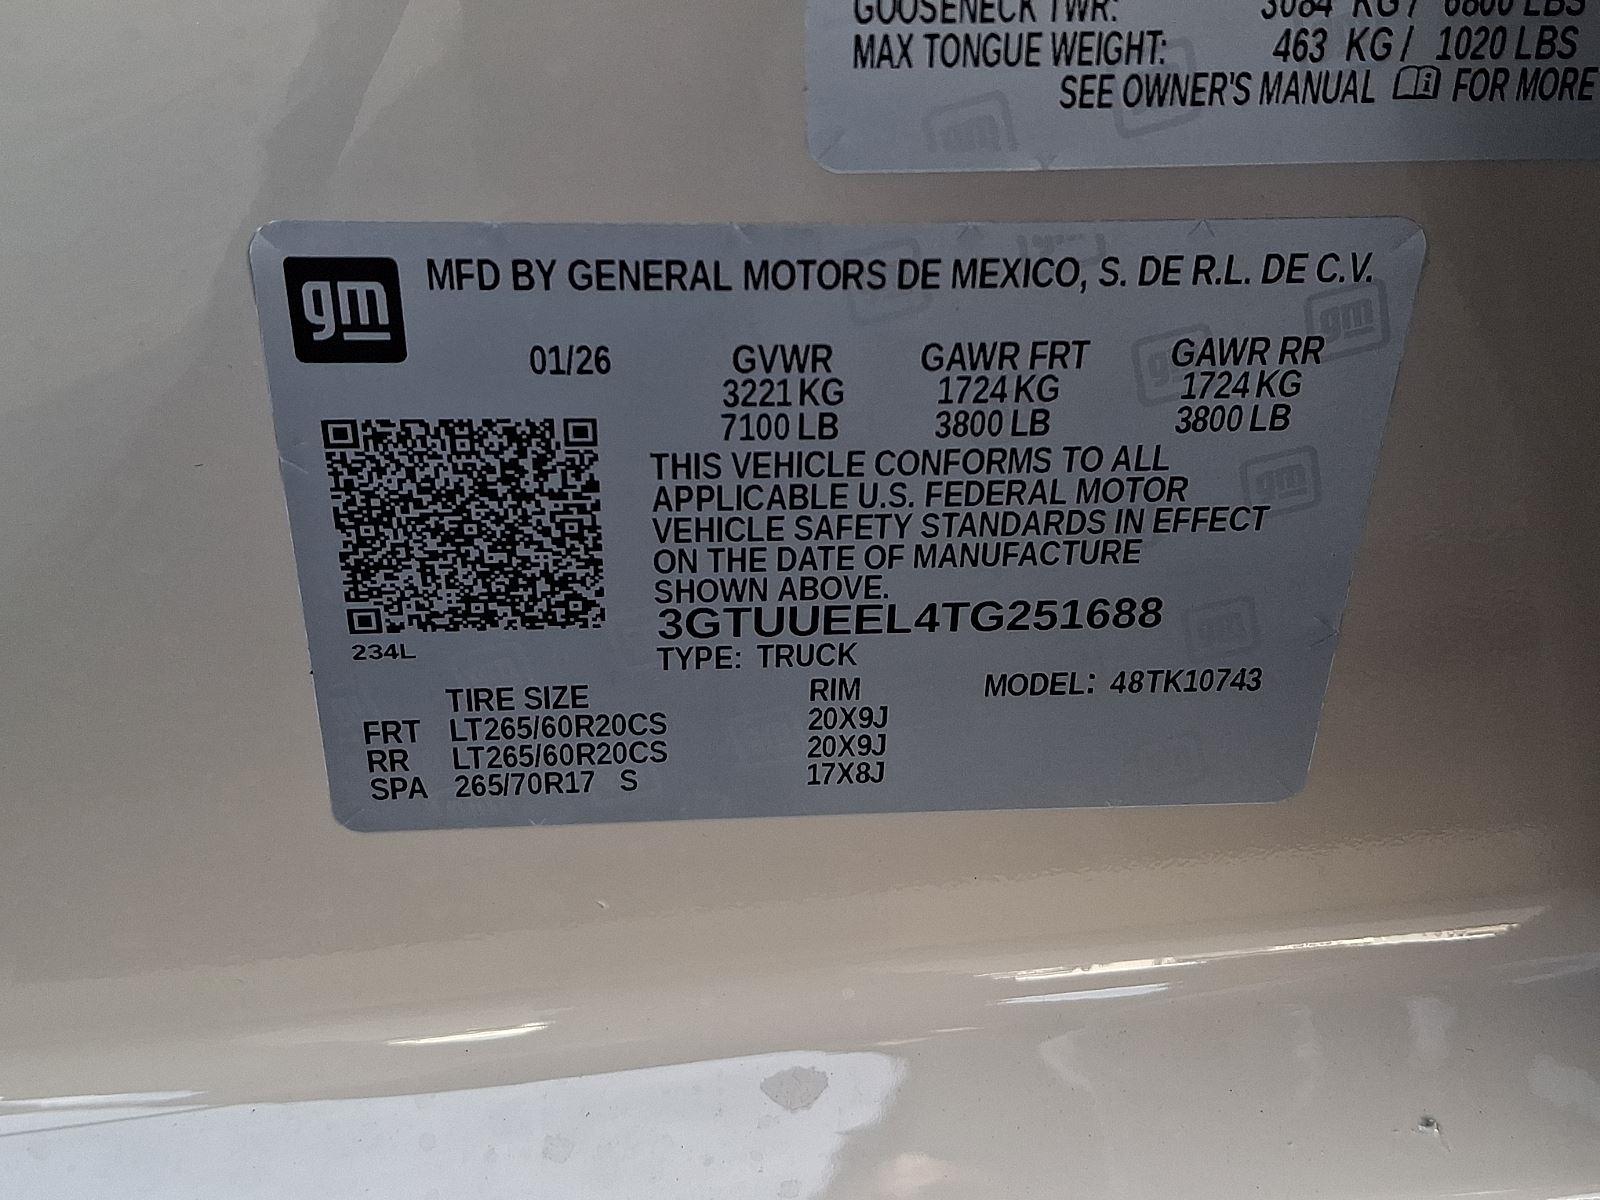 GOOSENECK TWR: 3084 KG / 6800 LBS
MAX TONGUE WEIGHT: 463 KG / 1020 LBS
SEE OWNER'S MANUAL FOR MORE
gm
MFD BY GENERAL MOTORS DE MEXICO, S. DE R.L. DE C.V.
01/26 GVWR GAWR FRT GAWR RR
3221 KG 1724 KG 1724 KG
7100 LB 3800 LB 3800 LB
THIS VEHICLE CONFORMS TO ALL
APPLICABLE U.S. FEDERAL MOTOR
VEHICLE SAFETY STANDARDS IN EFFECT
ON THE DATE OF MANUFACTURE
SHOWN ABOVE.
3GTUUEEL4TG251688
234L
TYPE: TRUCK
TIRE SIZE RIM MODEL: 48TK10743
FRT LT265/60R20CS 20X9J
RR LT265/60R20CS 20X9J
SPA 265/70R17 S 17X8J